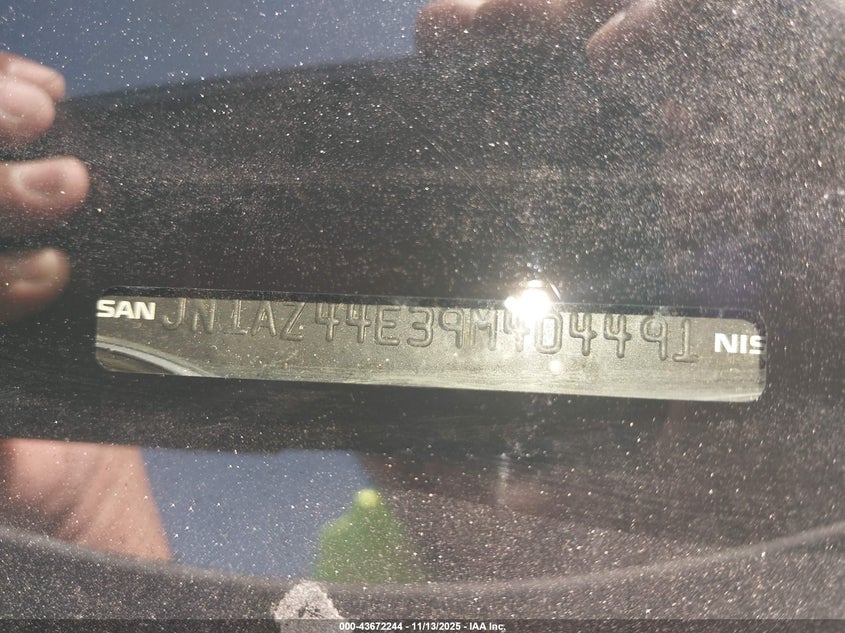 SAN JN1AZ44E39M404491 NIS
000-43672244 - 11/13/2025 - IAA Inc.